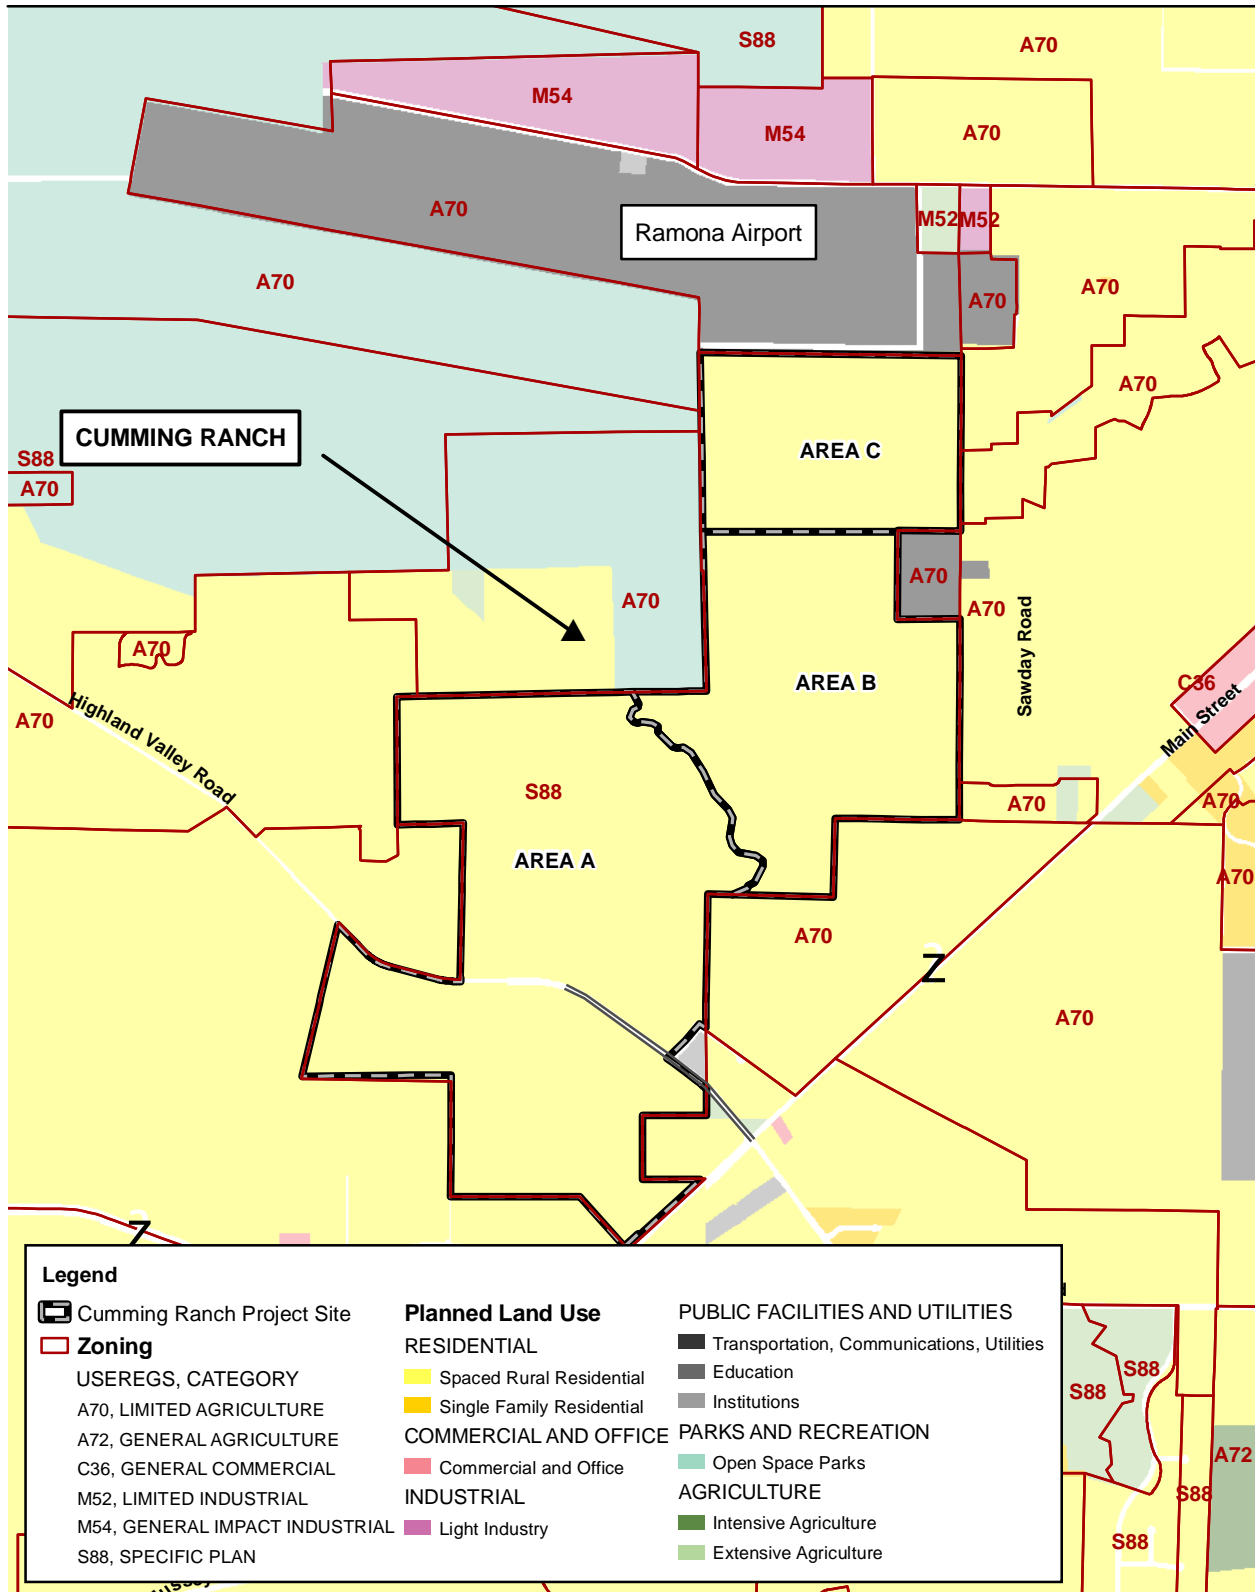 S88
A70
M54
M54
A70
A70
M52
M52
Ramona Airport
A70
A70
A70
A70
CUMMING RANCH
AREA C
S88
A70
A70
A70
A70
Sawday Road
A70
AREA B
C36
Main Street
A70
Highland Valley Road
S88
A70
A70
AREA A
A70
A70
Z
A70
Z
Legend
Cumming Ranch Project Site
Zoning
USEREGS, CATEGORY
A70, LIMITED AGRICULTURE
A72, GENERAL AGRICULTURE
C36, GENERAL COMMERCIAL
M52, LIMITED INDUSTRIAL
M54, GENERAL IMPACT INDUSTRIAL
S88, SPECIFIC PLAN
Planned Land Use
RESIDENTIAL
Spaced Rural Residential
Single Family Residential
COMMERCIAL AND OFFICE
Commercial and Office
INDUSTRIAL
Light Industry
PUBLIC FACILITIES AND UTILITIES
Transportation, Communications, Utilities
Education
Institutions
PARKS AND RECREATION
Open Space Parks
AGRICULTURE
Intensive Agriculture
Extensive Agriculture
S88
S88
A72
S88
S88